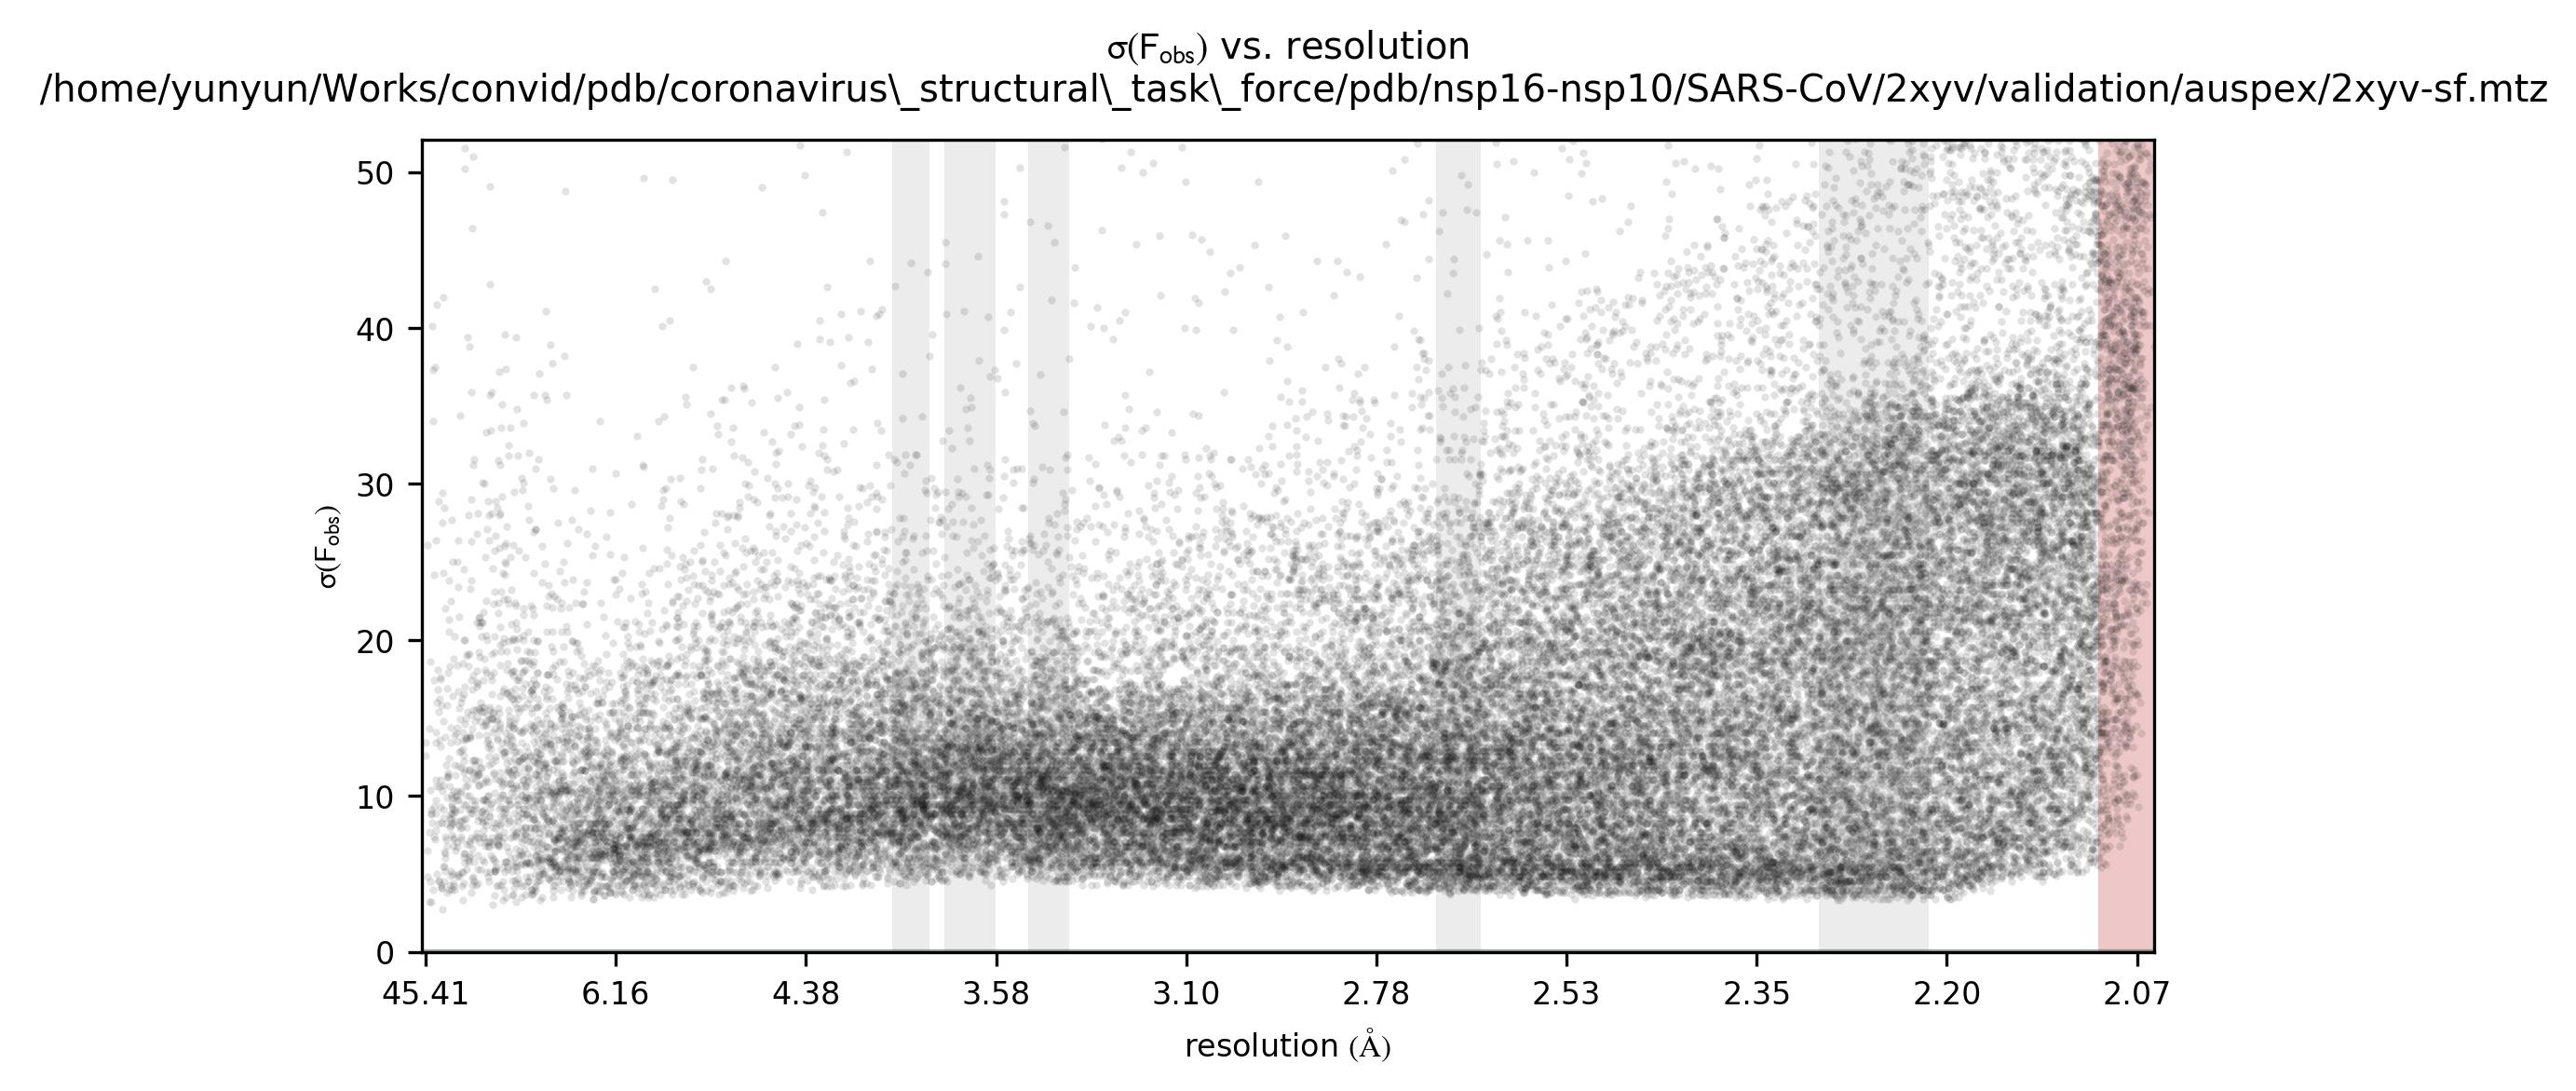 σ(F_obs) vs. resolution
/home/yunyun/Works/convid/pdb/coronavirus\_structural\_task\_force/pdb/nsp16-nsp10/SARS-CoV/2xyv/validation/auspex/2xyv-sf.mtz
50
40
30
20
10
0
σ(F_obs)
45.41 6.16 4.38 3.58 3.10 2.78 2.53 2.35 2.20 2.07
resolution (Å)